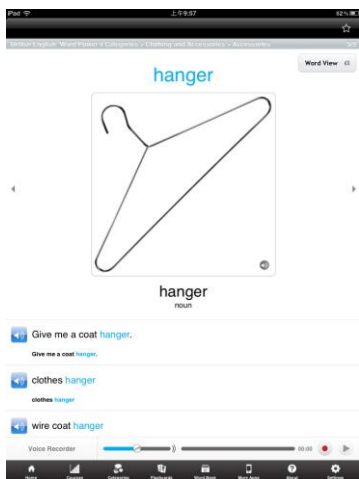 iPad 上午9:57 62%
British English Word Power > Categories > Clothing and Accessories > Accessories
Word View
hanger
hanger
noun
Give me a coat hanger.
Give me a coat hanger.
clothes hanger
clothes hanger
wire coat hanger
Voice Recorder 00:00
Home Courses Categories Flashcards Word Bank More Apps About Settings